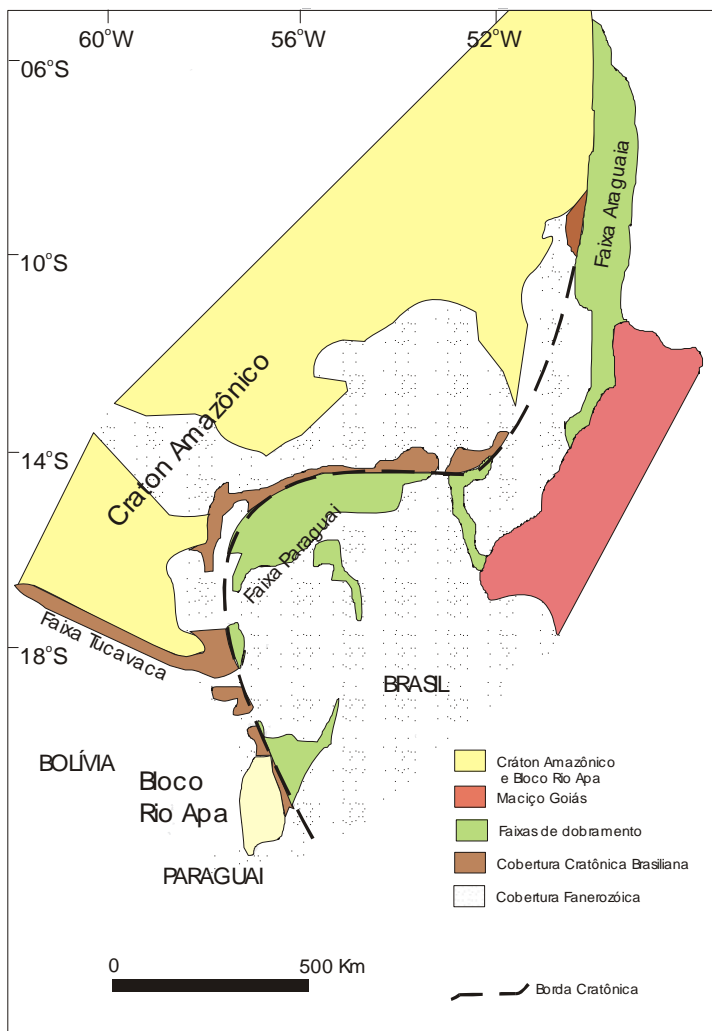 60°W 56°W 52°W
06°S
10°S
14°S
18°S
Faixa Araguaia
Craton Amazônico
Faixa Paraguai
Faixa Tucavaca
BRASIL
BOLÍVIA
Bloco
Rio Apa
PARAGUAI
Cráton Amazônico
e Bloco Rio Apa
Maciço Goiás
Faixas de dobramento
Cobertura Cratônica Brasiliana
Cobertura Fanerozóica
0 500 Km
Borda Cratônica